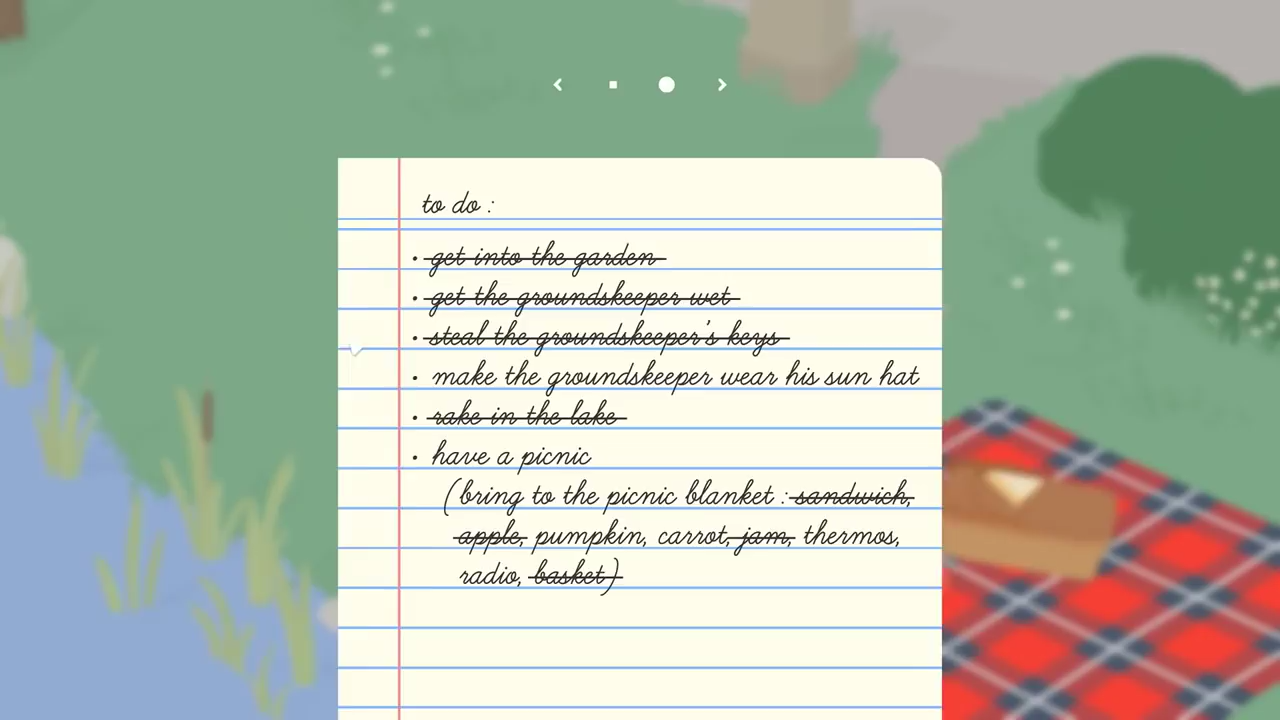 to do :
• get into the garden
• get the groundskeeper wet
• steal the groundskeeper's keys
• make the groundskeeper wear his sun hat
• rake in the lake
• have a picnic
(bring to the picnic blanket : sandwich,
apple, pumpkin, carrot, jam, thermos,
radio, basket)